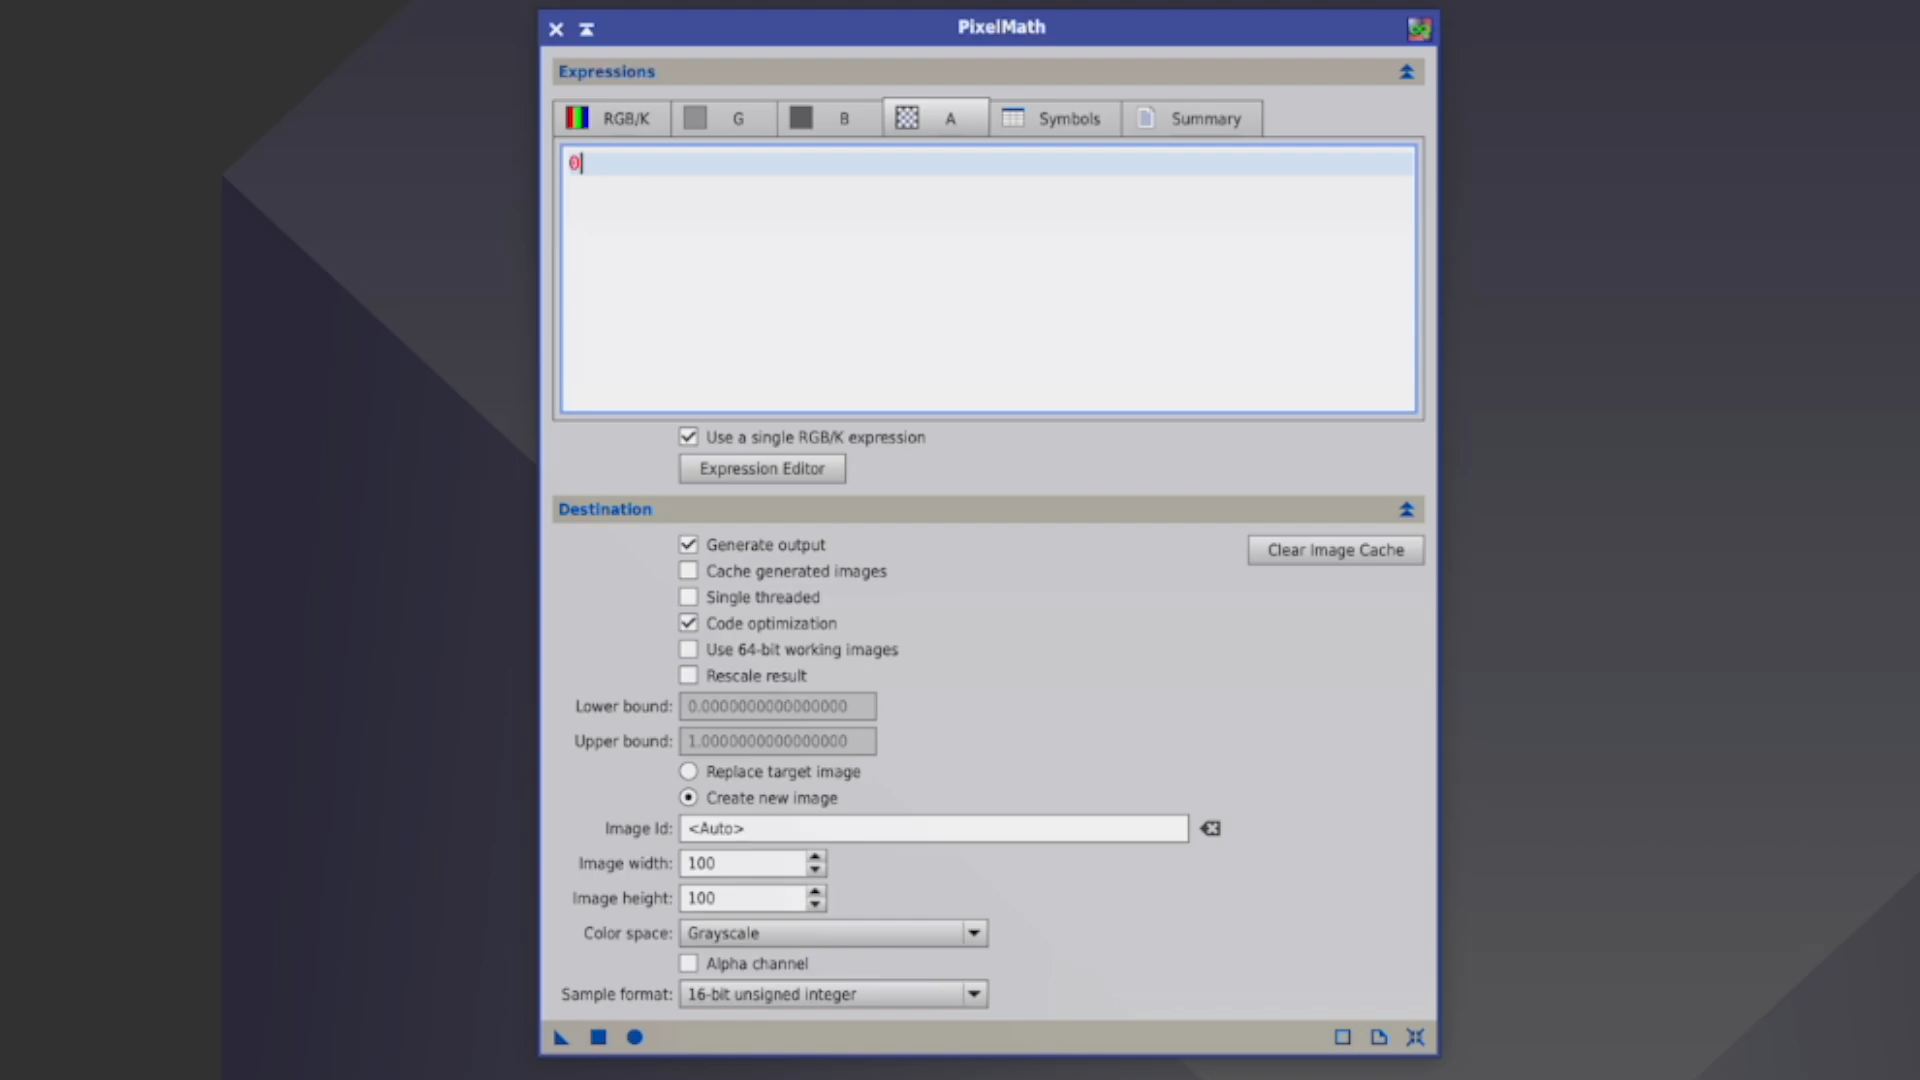 PixelMath
Expressions
RGB/K G B A Symbols Summary
0
Use a single RGB/K expression
Expression Editor
Destination
Generate output
Clear Image Cache
Cache generated images
Single threaded
Code optimization
Use 64-bit working images
Rescale result
Lower bound: 0.0000000000000000
Upper bound: 1.0000000000000000
Replace target image
Create new image
Image Id: <Auto>
Image width: 100
Image height: 100
Color space: Grayscale
Alpha channel
Sample format: 16-bit unsigned integer